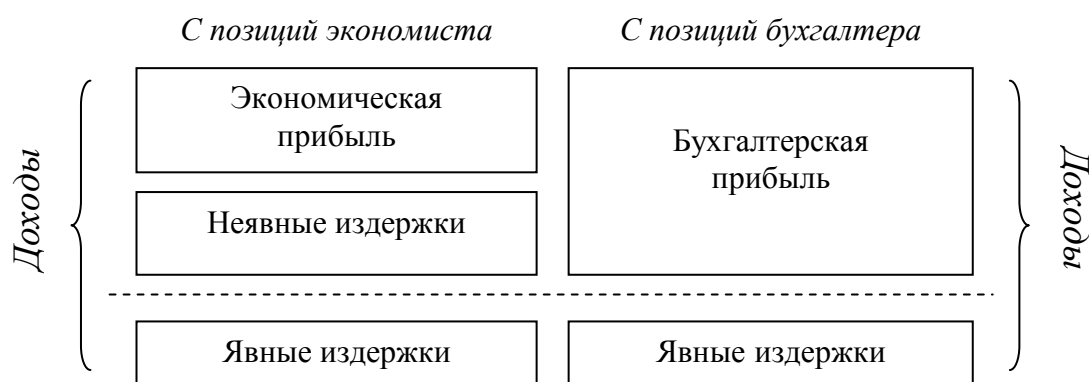 С позиций экономиста
С позиций бухгалтера
Доходы
Экономическая
прибыль
Неявные издержки
Явные издержки
Бухгалтерская
прибыль
Явные издержки
Доходы